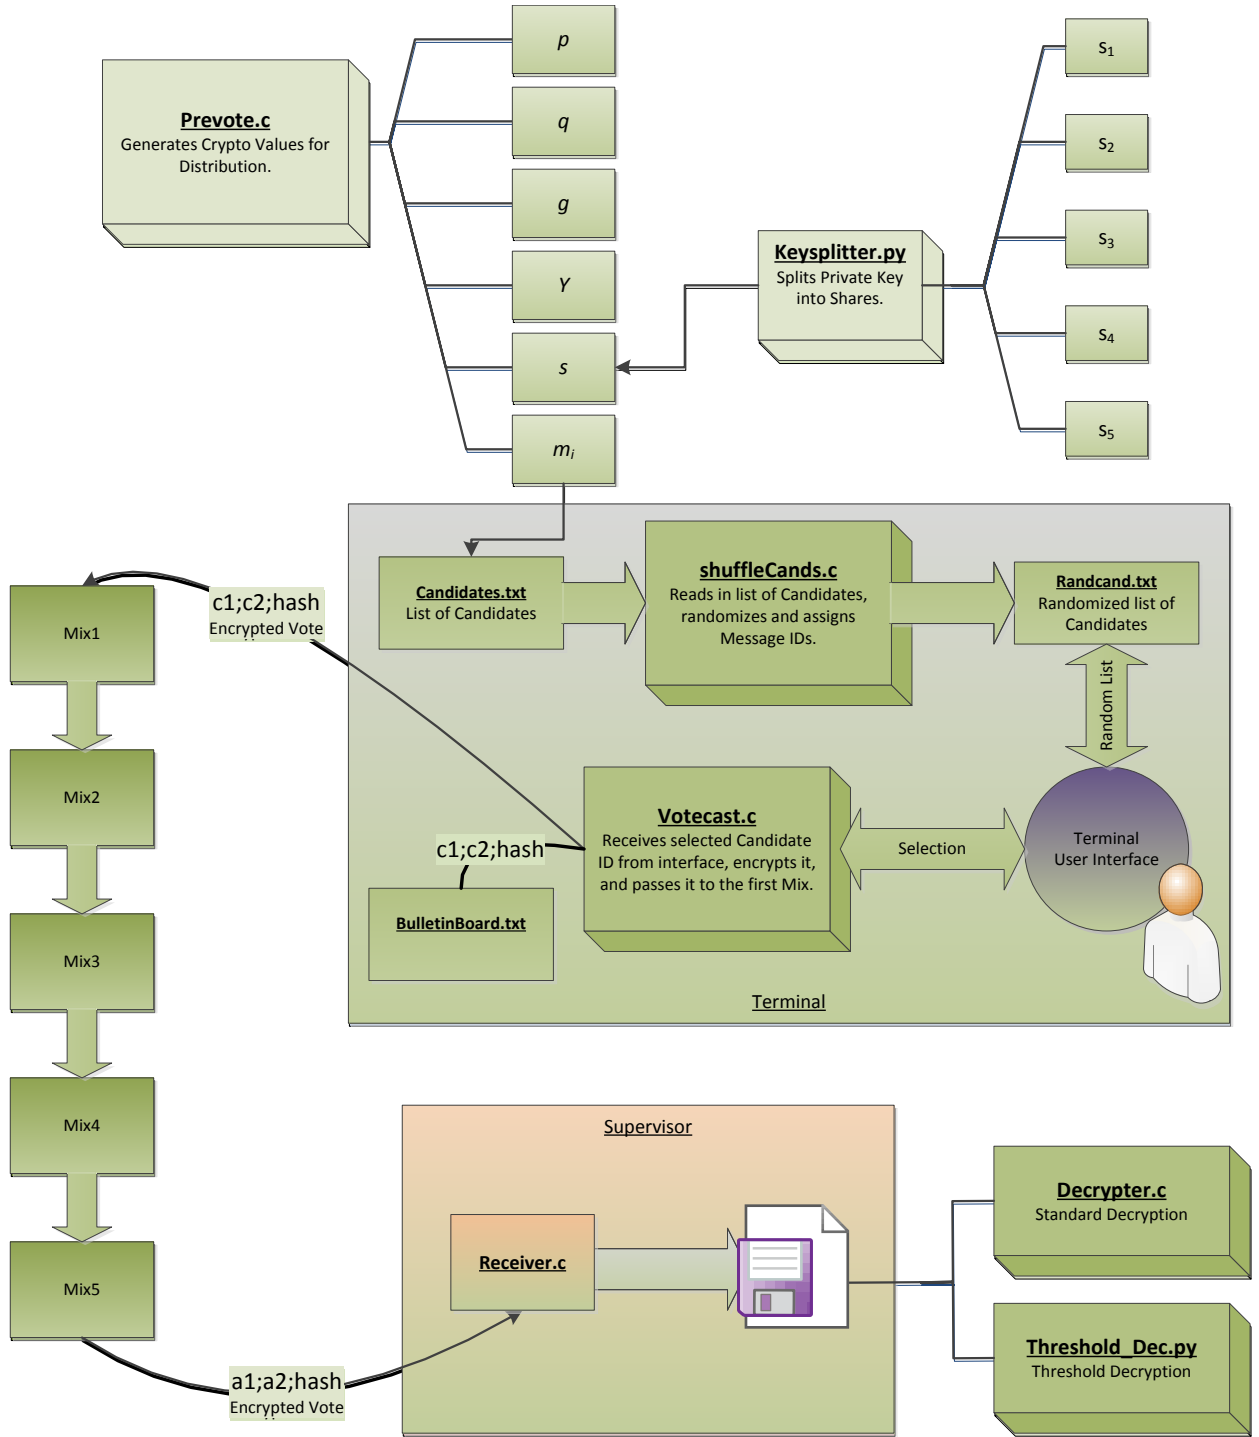 Prevote.c
Generates Crypto Values for
Distribution.
p
q
g
Y
s
m_i
Keysplitter.py
Splits Private Key
into Shares.
S₁
S₂
S₃
S₄
S₅
Candidates.txt
List of Candidates
shuffleCands.c
Reads in list of Candidates,
randomizes and assigns
Message IDs.
Randcand.txt
Randomized list of
Candidates
Random List
c1;c2;hash
Encrypted Vote
Mix1
Mix2
Mix3
Mix4
Mix5
Votecast.c
Receives selected Candidate
ID from interface, encrypts it,
and passes it to the first Mix.
Selection
Terminal
User Interface
c1;c2;hash
BulletinBoard.txt
Terminal
Supervisor
Receiver.c
a1;a2;hash
Encrypted Vote
Decrypter.c
Standard Decryption
Threshold_Dec.py
Threshold Decryption